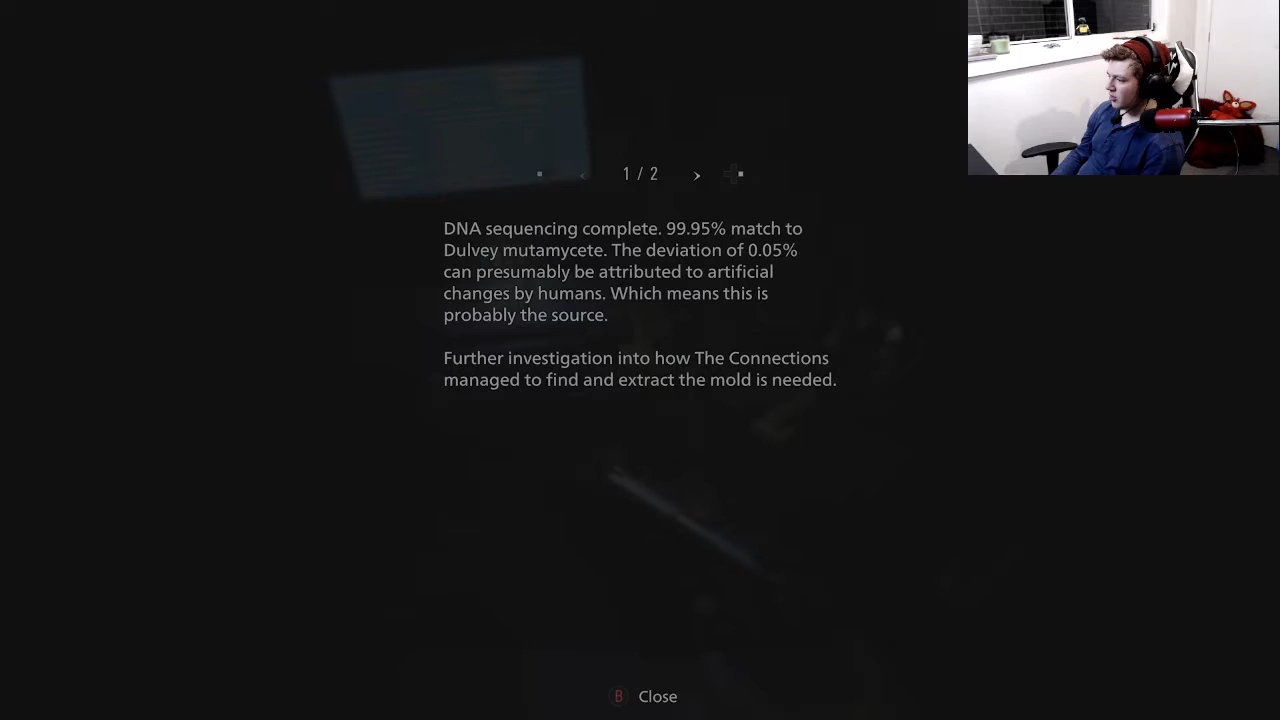 1 / 2
DNA sequencing complete. 99.95% match to
Dulvey mutamycete. The deviation of 0.05%
can presumably be attributed to artificial
changes by humans. Which means this is
probably the source.
Further investigation into how The Connections
managed to find and extract the mold is needed.
B Close